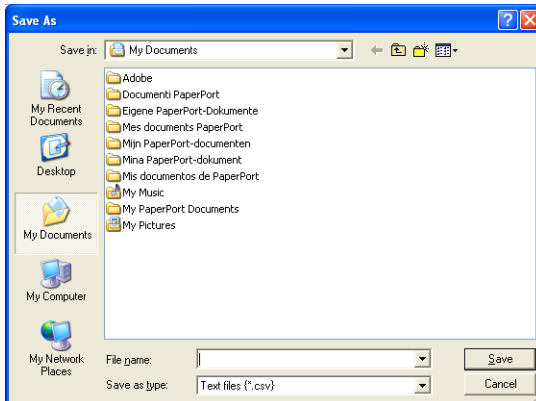 Save As
Save in: My Documents
My Recent
Documents
Desktop
My Documents
My Computer
My Network
Places
Adobe
Documenti PaperPort
Eigene PaperPort-Dokumente
Mes documents PaperPort
Mijn PaperPort-documenten
Mina PaperPort-dokument
Mis documentos de PaperPort
My Music
My PaperPort Documents
My Pictures
File name:
Save
Save as type: Text files {*.csv}
Cancel